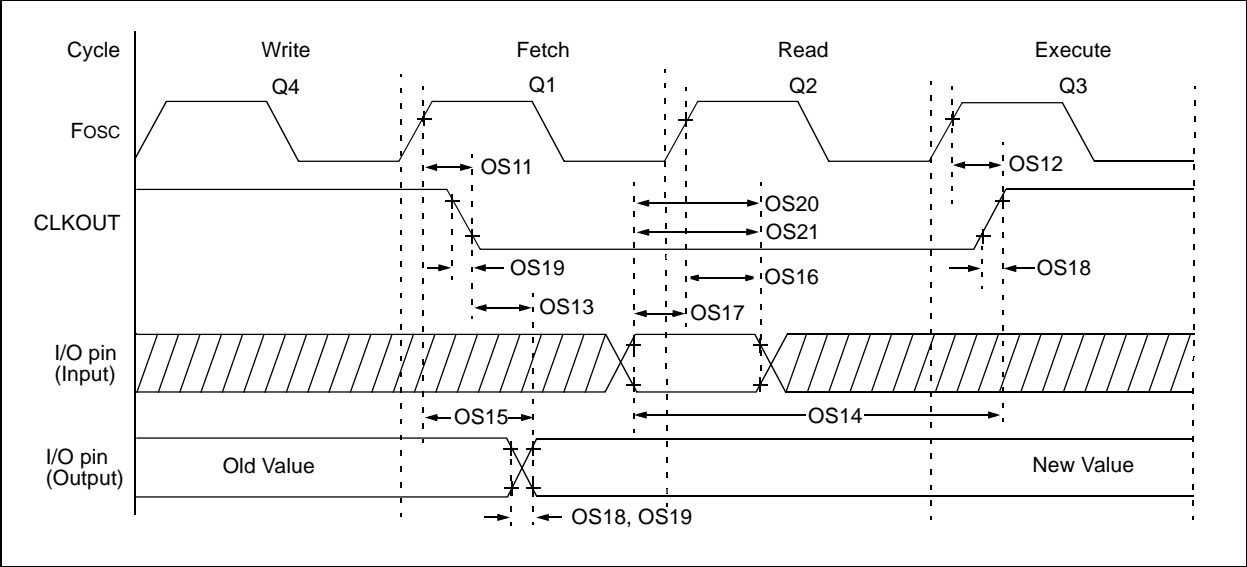 Cycle Write Fetch Read Execute
Q4 Q1 Q2 Q3
Fosc
OS11 OS12
CLKOUT
OS20
OS21
OS19 OS16 OS18
OS13 OS17
I/O pin
(Input)
OS15 OS14
I/O pin
(Output)
Old Value New Value
OS18, OS19